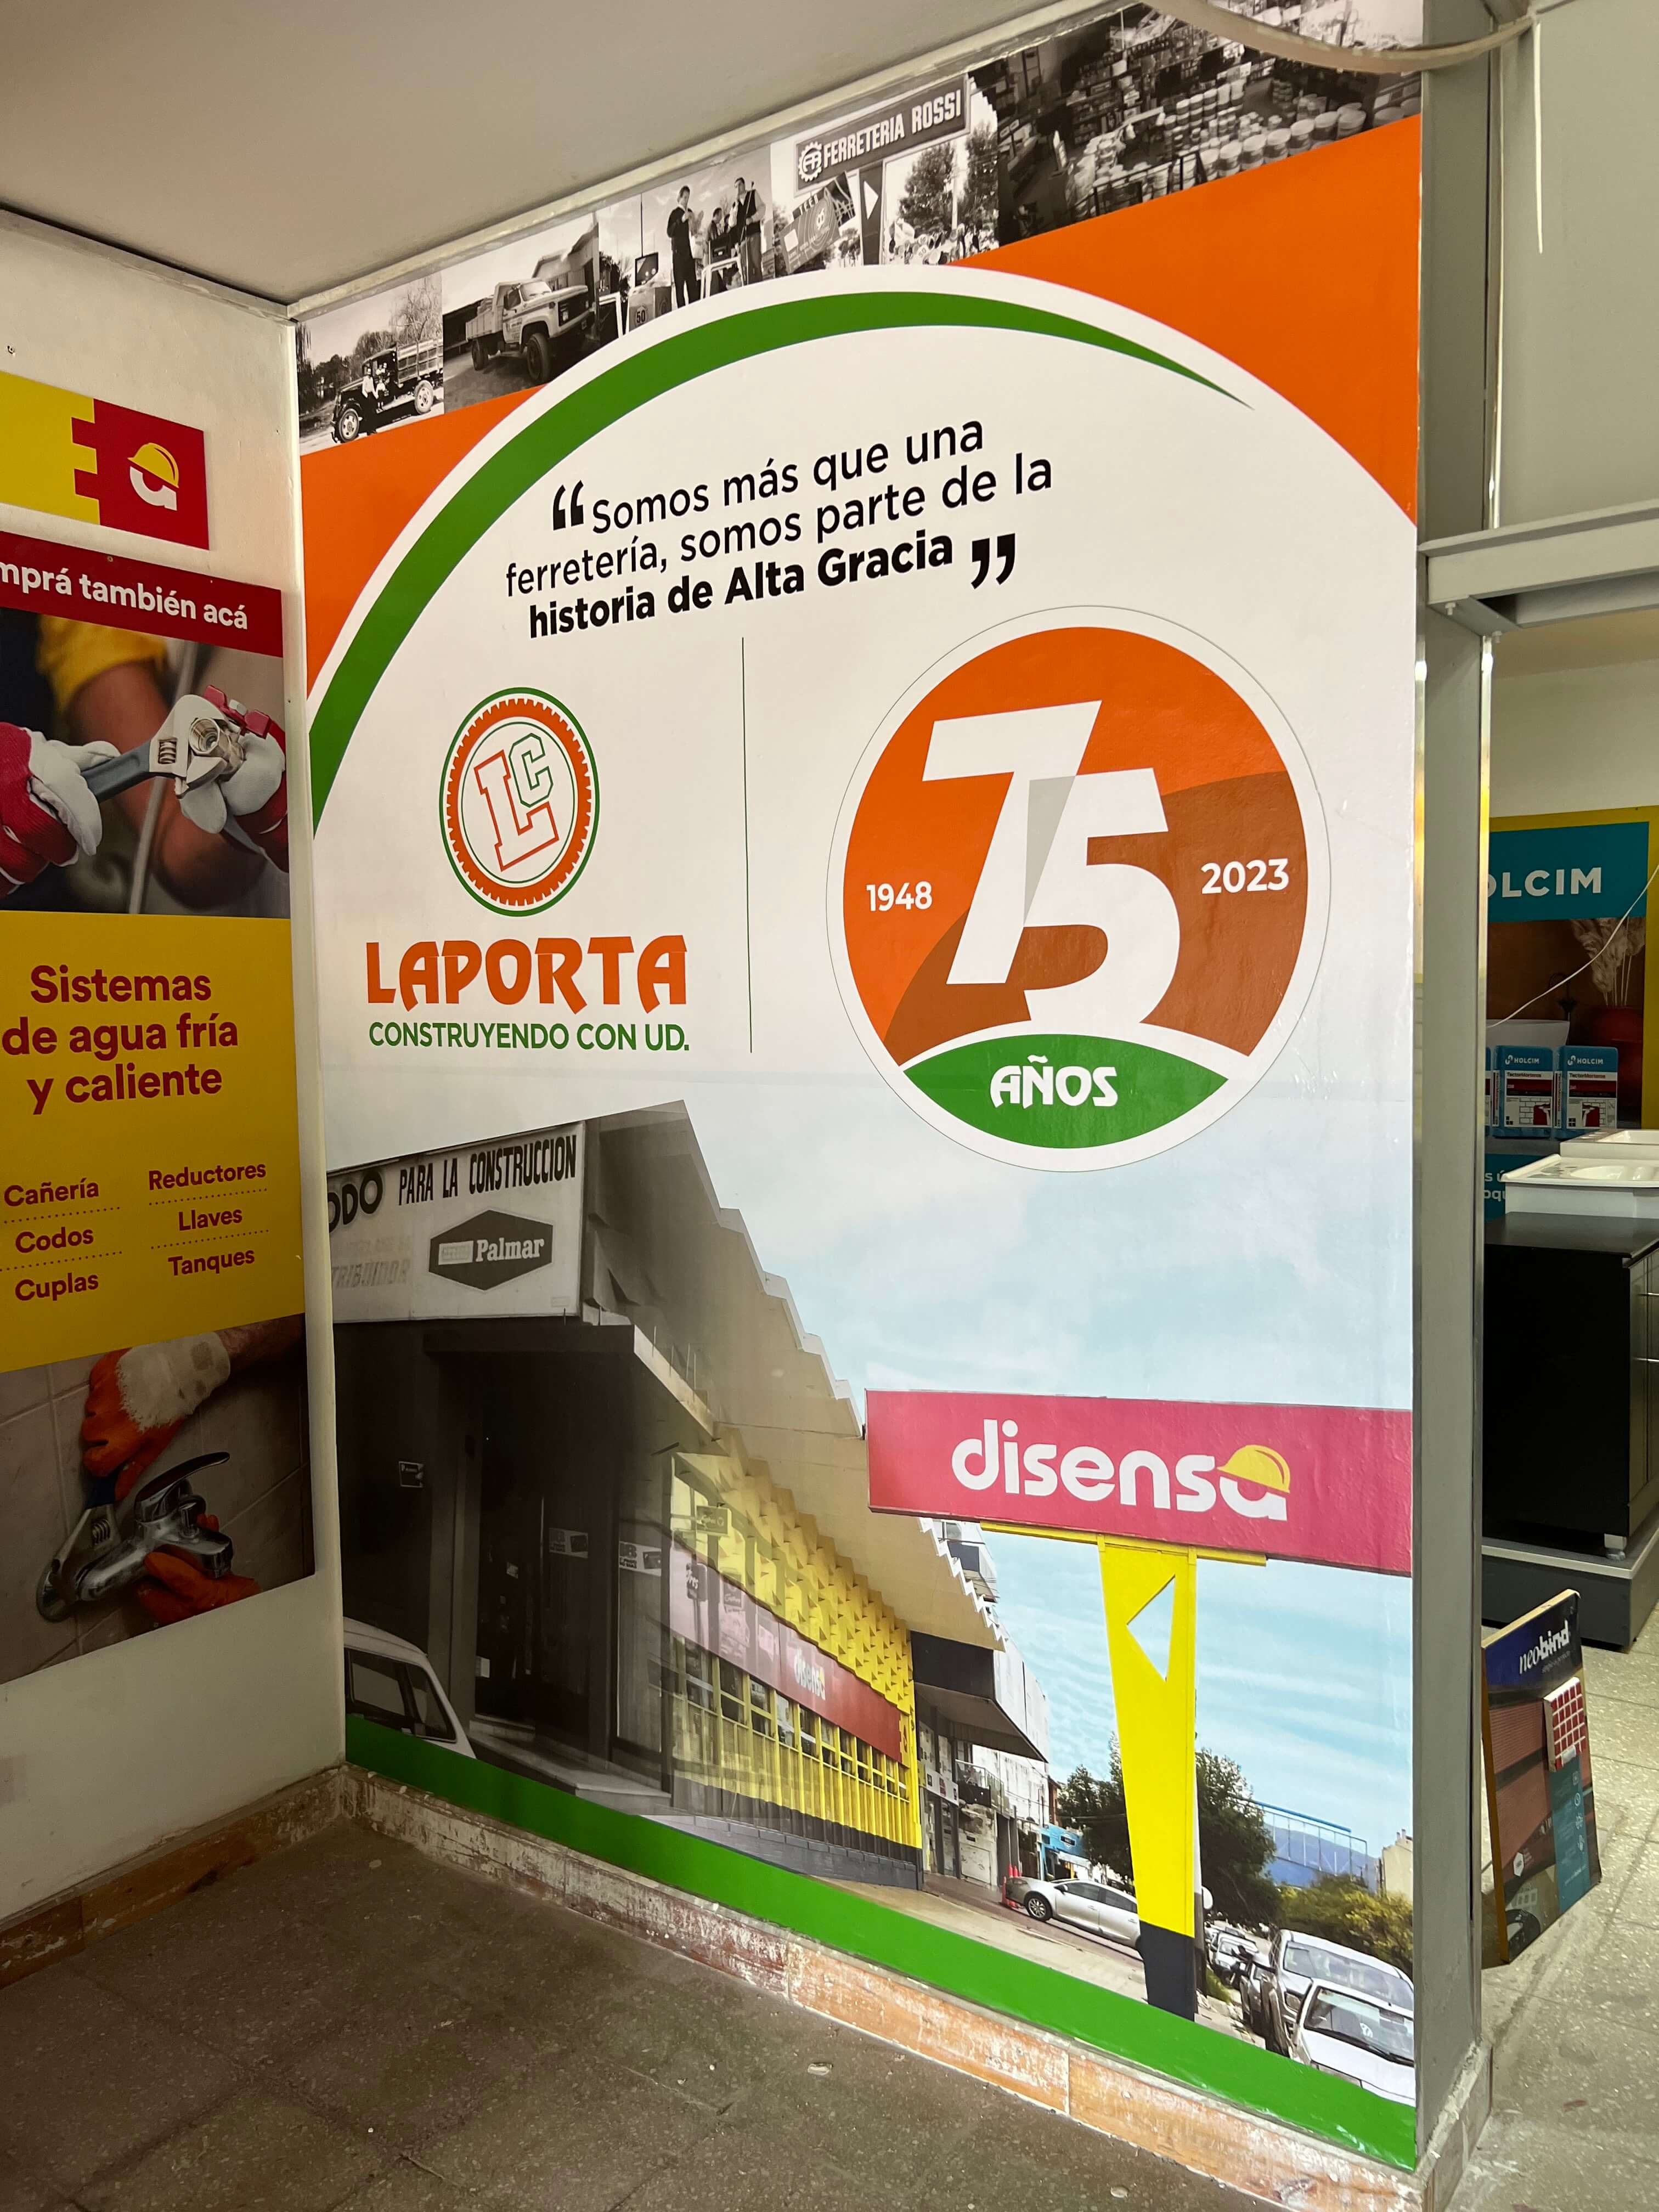 FERRETERIA ROSSI
50
“Somos más que una
ferretería, somos parte de la
historia de Alta Gracia”
LC
LAPORTA
CONSTRUYENDO CON UD.
75
1948
2023
AÑOS
PARA LA CONSTRUCCION
Palmar
disensa
disensa
también acá
Sistemas
de agua fría
y caliente
Cañería
Reductores
Codos
Llaves
Cuplas
Tanques
HOLCIM
HOLCIM
neobind